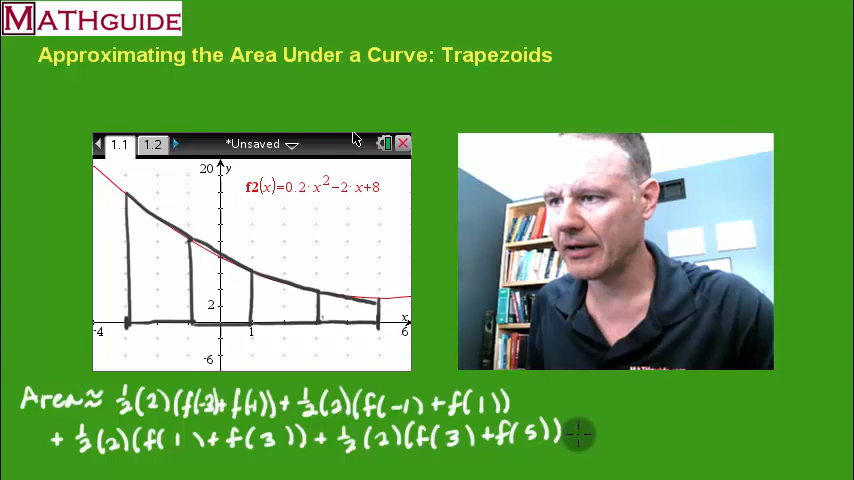 MATHGUIDE
Approximating the Area Under a Curve: Trapezoids
1.1 1.2 *Unsaved
20 y
f2(x)=0.2·x²−2·x+8
2
x
-4 1 6
-6
Area ≈ ½(2)(f(-3)+f(-1)) + ½(2)(f(-1)+f(1))
+ ½(2)(f(1)+f(3)) + ½(2)(f(3)+f(5))
MATHGUIDE